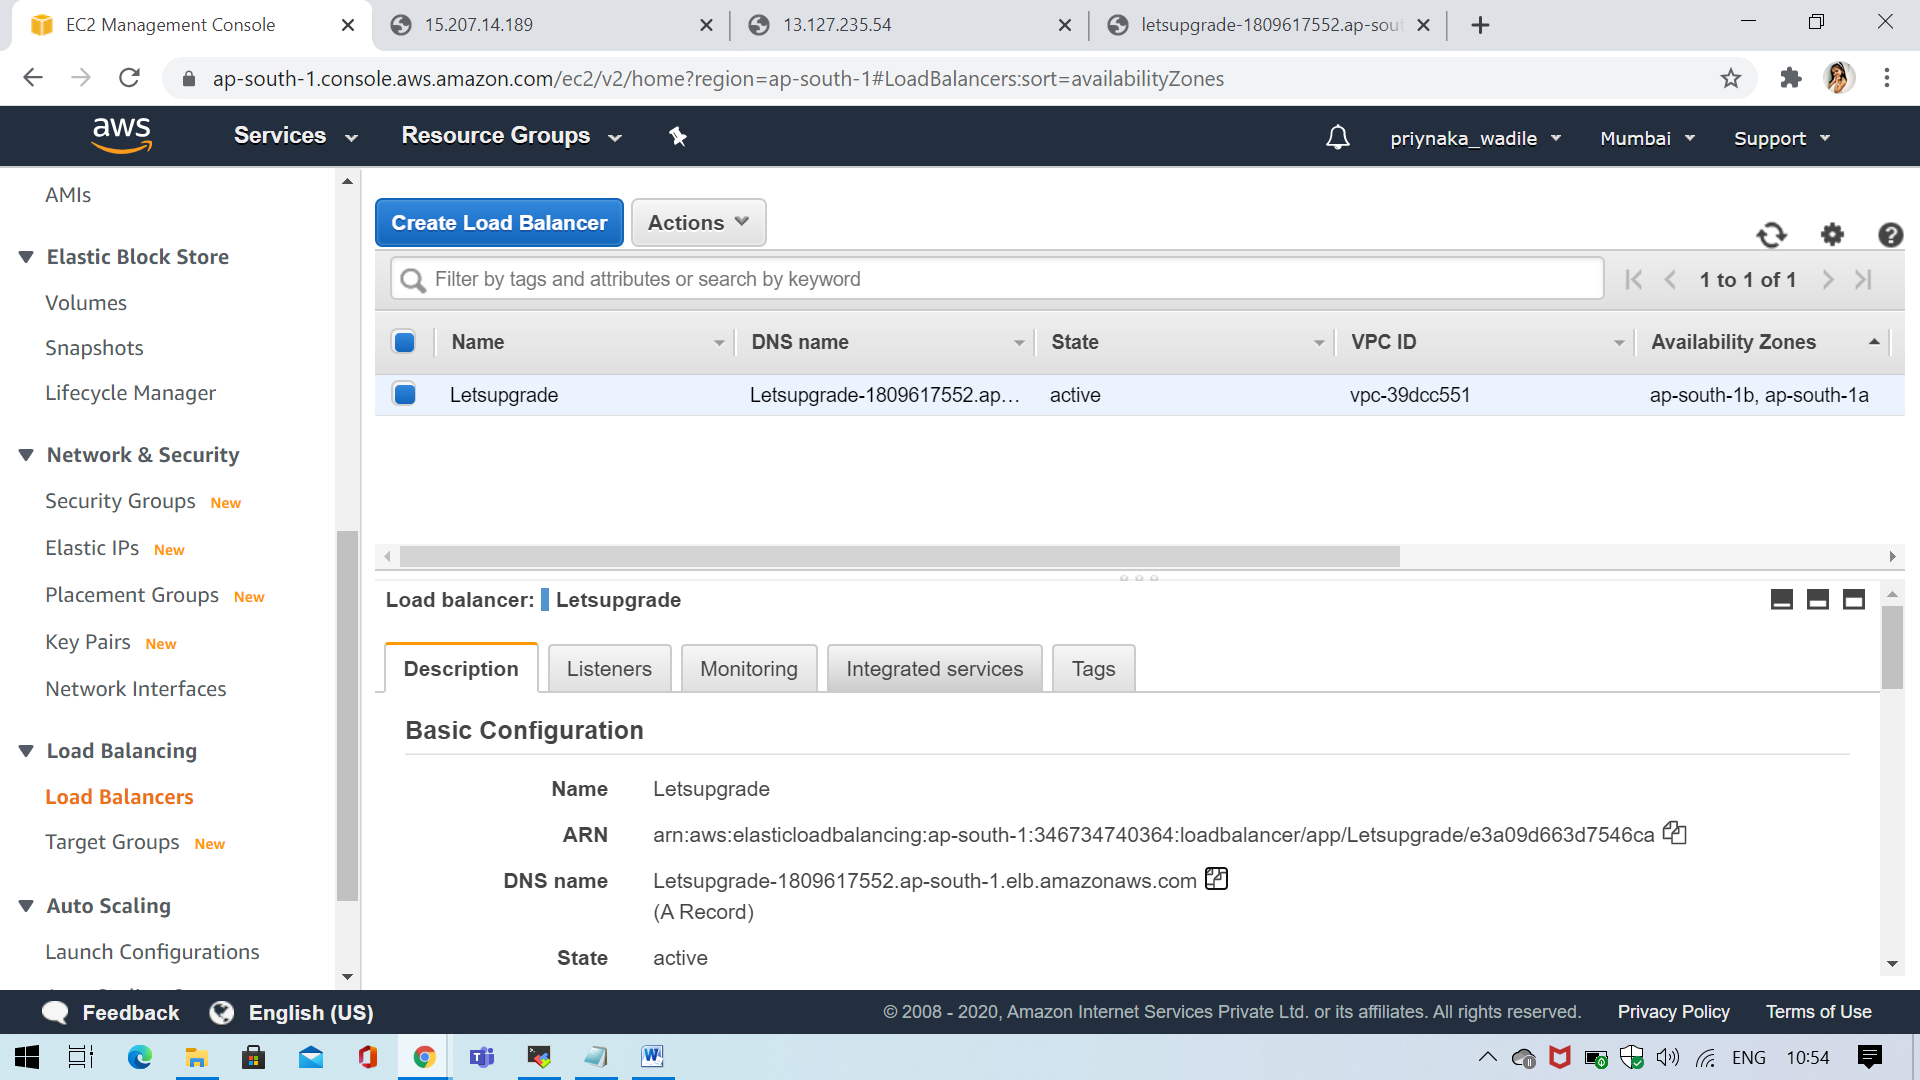 EC2 Management Console
15.207.14.189
13.127.235.54
letsupgrade-1809617552.ap-sout
ap-south-1.console.aws.amazon.com/ec2/v2/home?region=ap-south-1#LoadBalancers:sort=availabilityZones
aws
Services
Resource Groups
priynaka_wadile
Mumbai
Support
AMIs
Elastic Block Store
Volumes
Snapshots
Lifecycle Manager
Network & Security
Security Groups New
Elastic IPs New
Placement Groups New
Key Pairs New
Network Interfaces
Load Balancing
Load Balancers
Target Groups New
Auto Scaling
Launch Configurations
Create Load Balancer
Actions
Filter by tags and attributes or search by keyword
1 to 1 of 1
Name DNS name State VPC ID Availability Zones
Letsupgrade Letsupgrade-1809617552.ap... active vpc-39dcc551 ap-south-1b, ap-south-1a
Load balancer: Letsupgrade
Description Listeners Monitoring Integrated services Tags
Basic Configuration
Name Letsupgrade
ARN arn:aws:elasticloadbalancing:ap-south-1:346734740364:loadbalancer/app/Letsupgrade/e3a09d663d7546ca
DNS name Letsupgrade-1809617552.ap-south-1.elb.amazonaws.com
(A Record)
State active
Feedback
English (US)
© 2008 - 2020, Amazon Internet Services Private Ltd. or its affiliates. All rights reserved.
Privacy Policy
Terms of Use
ENG
10:54